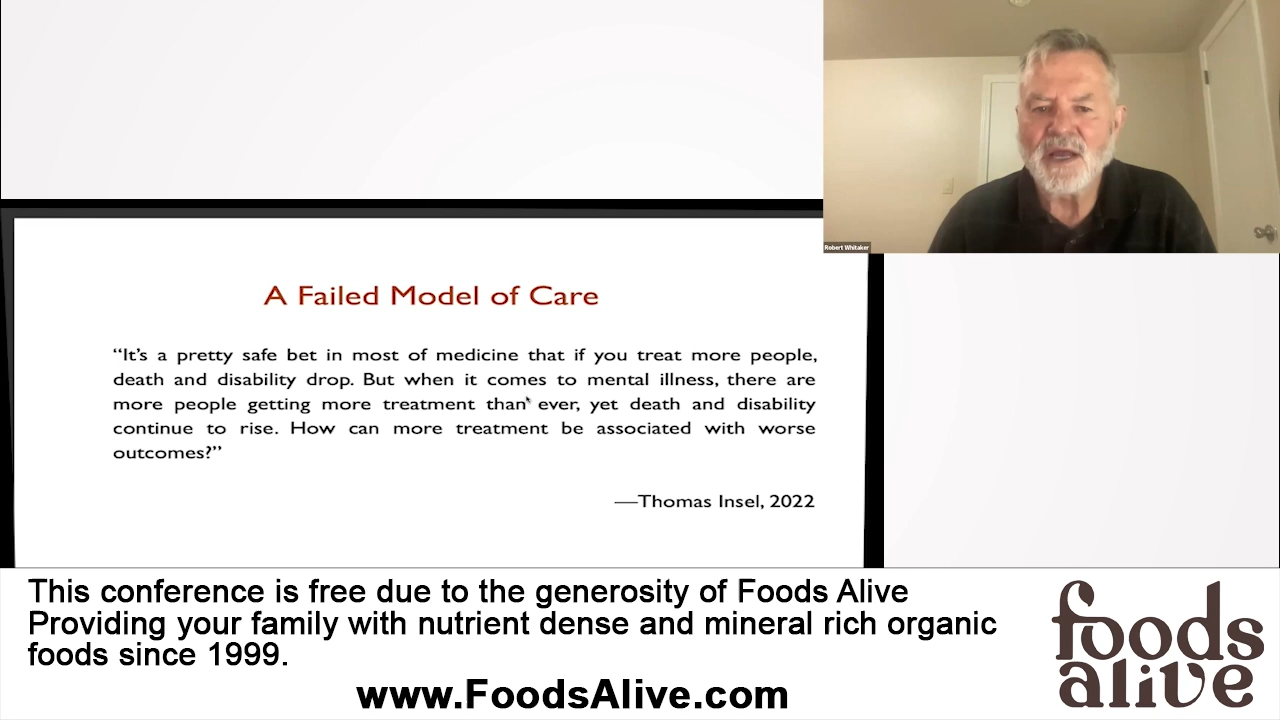 Robert Whitaker
A Failed Model of Care
“It’s a pretty safe bet in most of medicine that if you treat more people,
death and disability drop. But when it comes to mental illness, there are
more people getting more treatment than ever, yet death and disability
continue to rise. How can more treatment be associated with worse
outcomes?”
—Thomas Insel, 2022
This conference is free due to the generosity of Foods Alive
Providing your family with nutrient dense and mineral rich organic
foods since 1999.
www.FoodsAlive.com
foods
alive